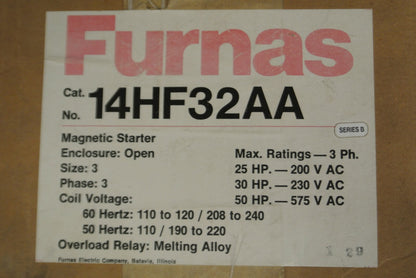 Furnas
Cat.
No. 14HF32AA
SERIES B
Magnetic Starter
Enclosure: Open
Size: 3
Phase: 3
Coil Voltage:
60 Hertz: 110 to 120 / 208 to 240
50 Hertz: 110 / 190 to 220
Overload Relay: Melting Alloy
Max. Ratings — 3 Ph.
25 HP. — 200 V AC
30 HP. — 230 V AC
50 HP. — 575 V AC
Furnas Electric Company, Batavia, Illinois